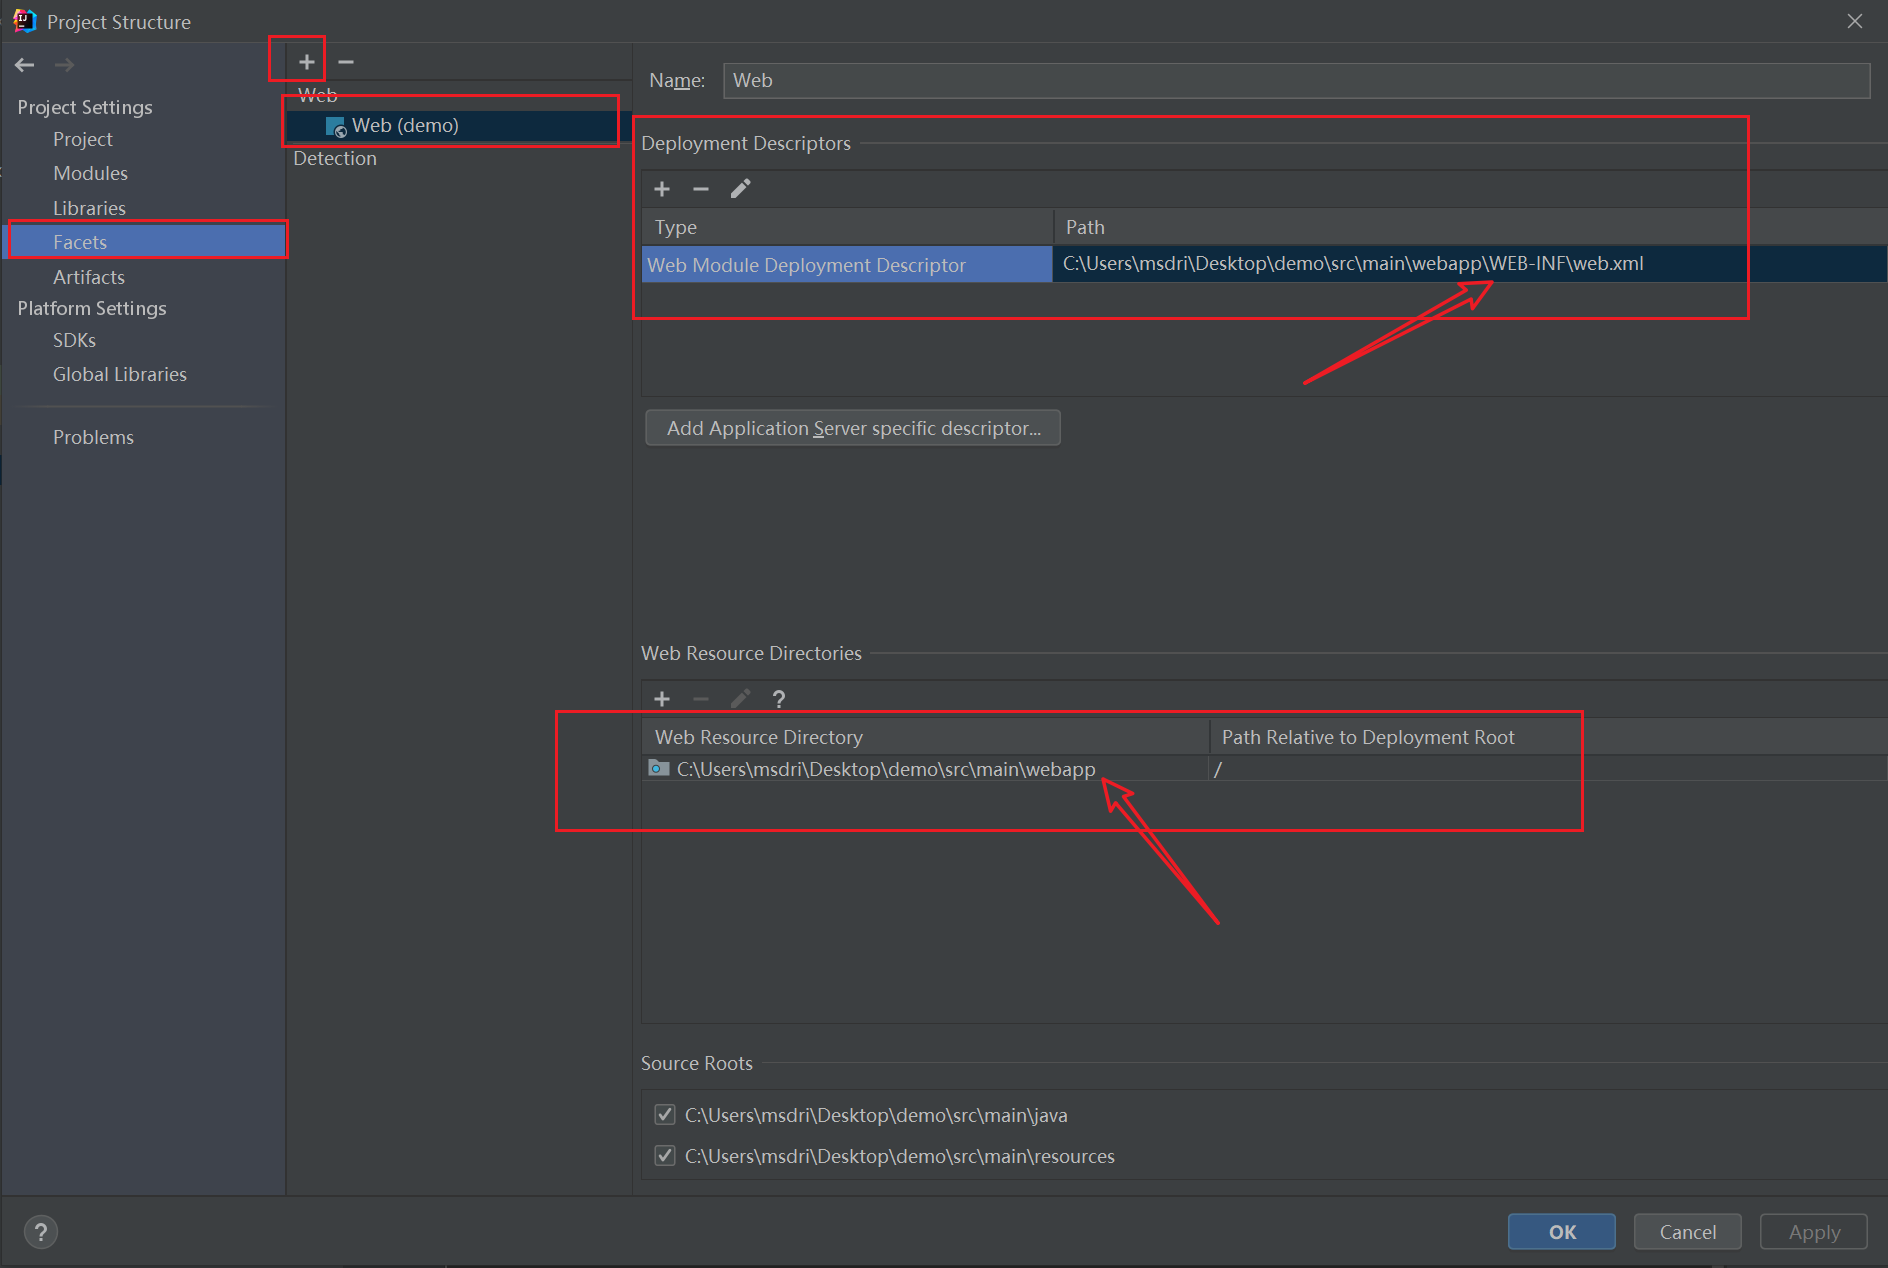 Project Structure
Project Settings
Project
Modules
Libraries
Facets
Artifacts
Platform Settings
SDKs
Global Libraries
Problems
Web
Web (demo)
Detection
Name: Web
Deployment Descriptors
Type Path
Web Module Deployment Descriptor C:\Users\msdri\Desktop\demo\src\main\webapp\WEB-INF\web.xml
Add Application Server specific descriptor...
Web Resource Directories
?
Web Resource Directory Path Relative to Deployment Root
C:\Users\msdri\Desktop\demo\src\main\webapp /
Source Roots
C:\Users\msdri\Desktop\demo\src\main\java
C:\Users\msdri\Desktop\demo\src\main\resources
? OK Cancel Apply